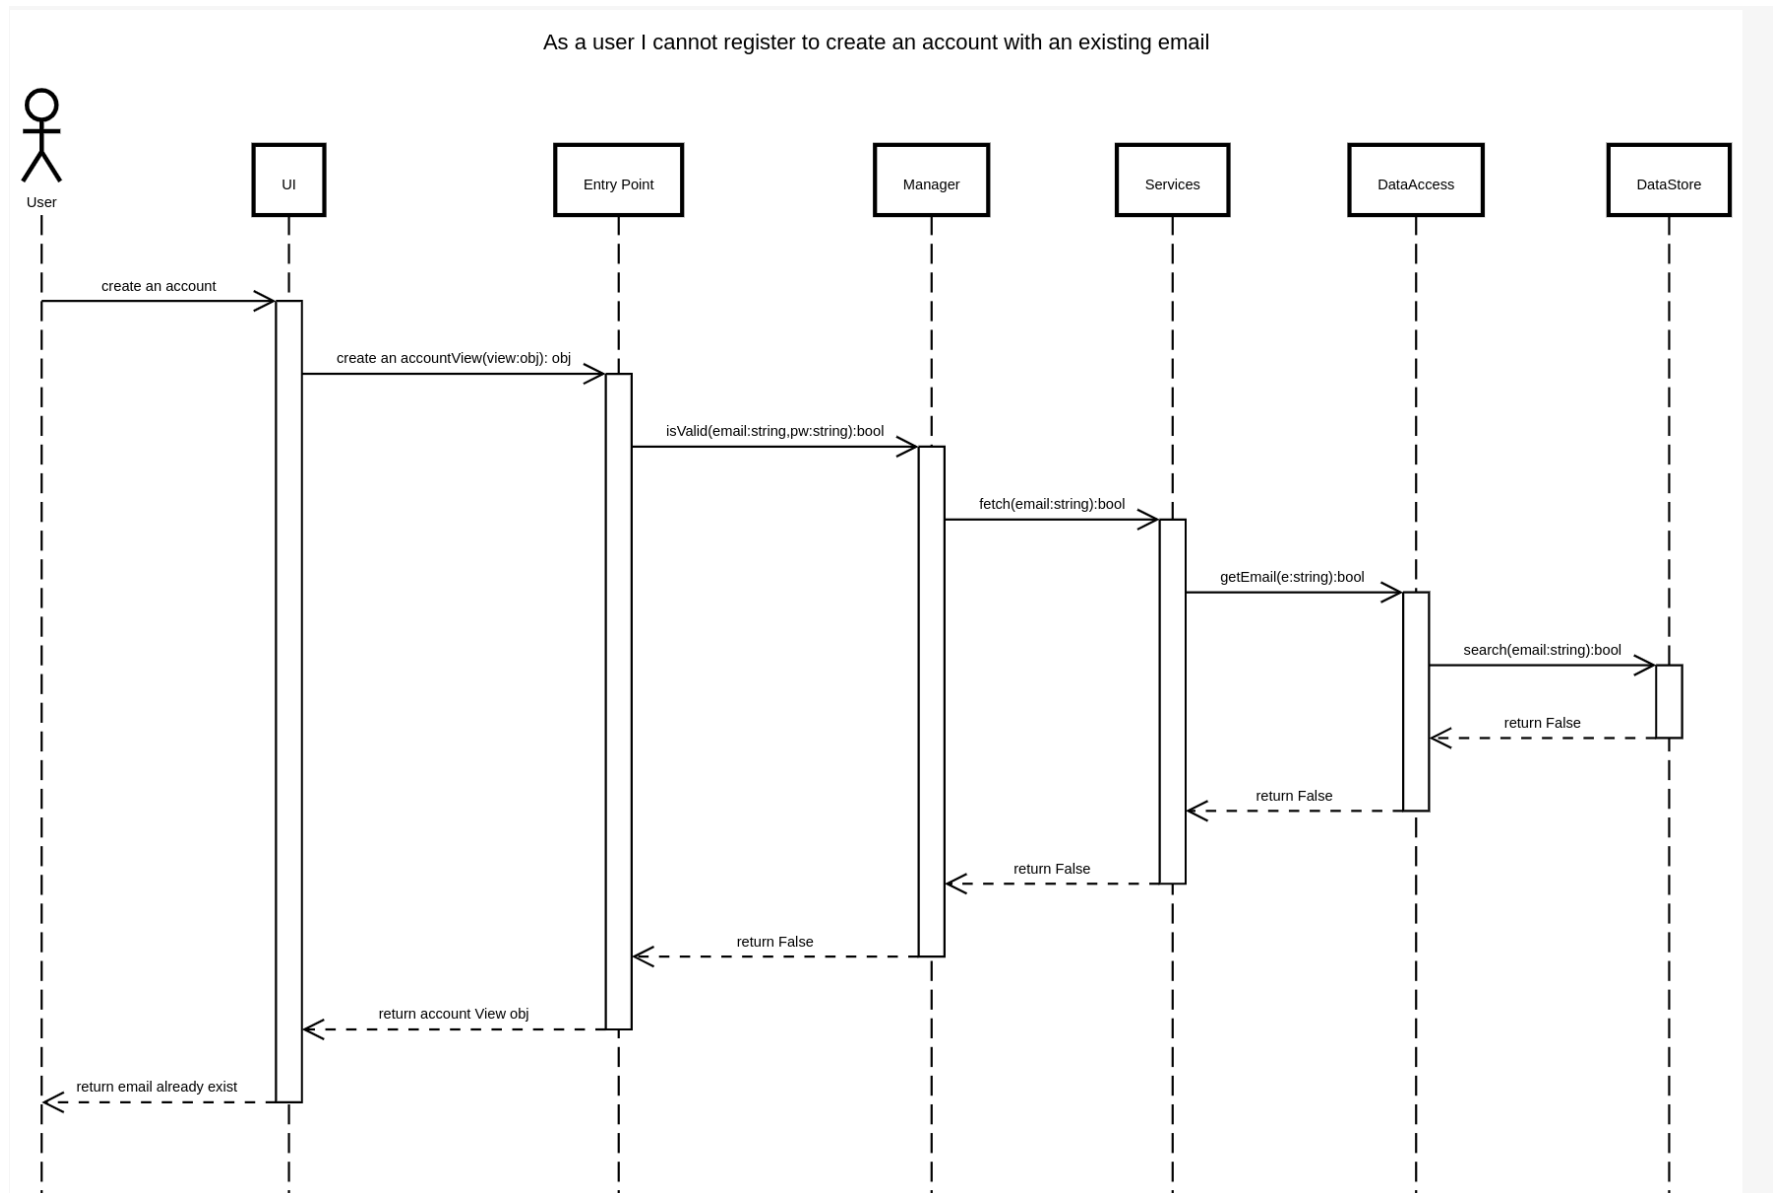 As a user I cannot register to create an account with an existing email
User
UI
Entry Point
Manager
Services
DataAccess
DataStore
create an account
create an accountView(view:obj): obj
isValid(email:string,pw:string):bool
fetch(email:string):bool
getEmail(e:string):bool
search(email:string):bool
return False
return False
return False
return False
return account View obj
return email already exist